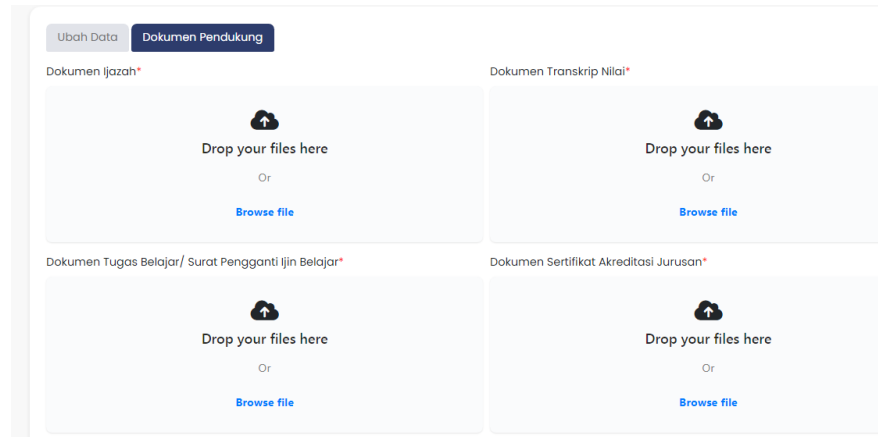 Ubah Data
Dokumen Pendukung
Dokumen Ijazah*
Dokumen Transkrip Nilai*
Drop your files here
Or
Browse file
Drop your files here
Or
Browse file
Dokumen Tugas Belajar/ Surat Pengganti Ijin Belajar*
Dokumen Sertifikat Akreditasi Jurusan*
Drop your files here
Or
Browse file
Drop your files here
Or
Browse file